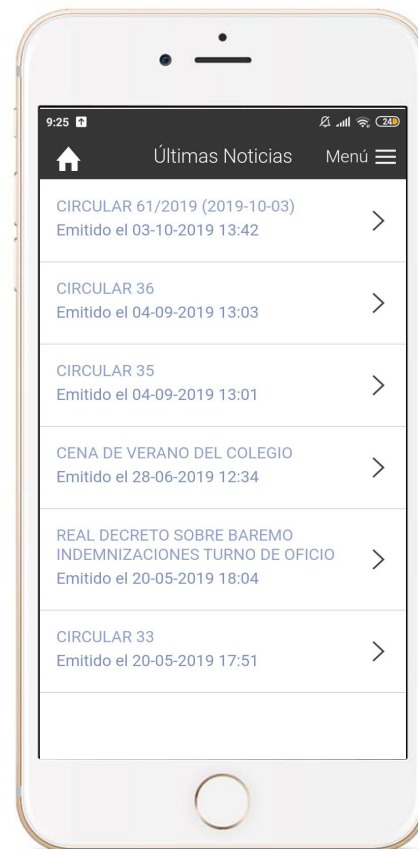 9:25
24
Últimas Noticias
Menú
CIRCULAR 61/2019 (2019-10-03)
Emitido el 03-10-2019 13:42
CIRCULAR 36
Emitido el 04-09-2019 13:03
CIRCULAR 35
Emitido el 04-09-2019 13:01
CENA DE VERANO DEL COLEGIO
Emitido el 28-06-2019 12:34
REAL DECRETO SOBRE BAREMO
INDEMNIZACIONES TURNO DE OFICIO
Emitido el 20-05-2019 18:04
CIRCULAR 33
Emitido el 20-05-2019 17:51